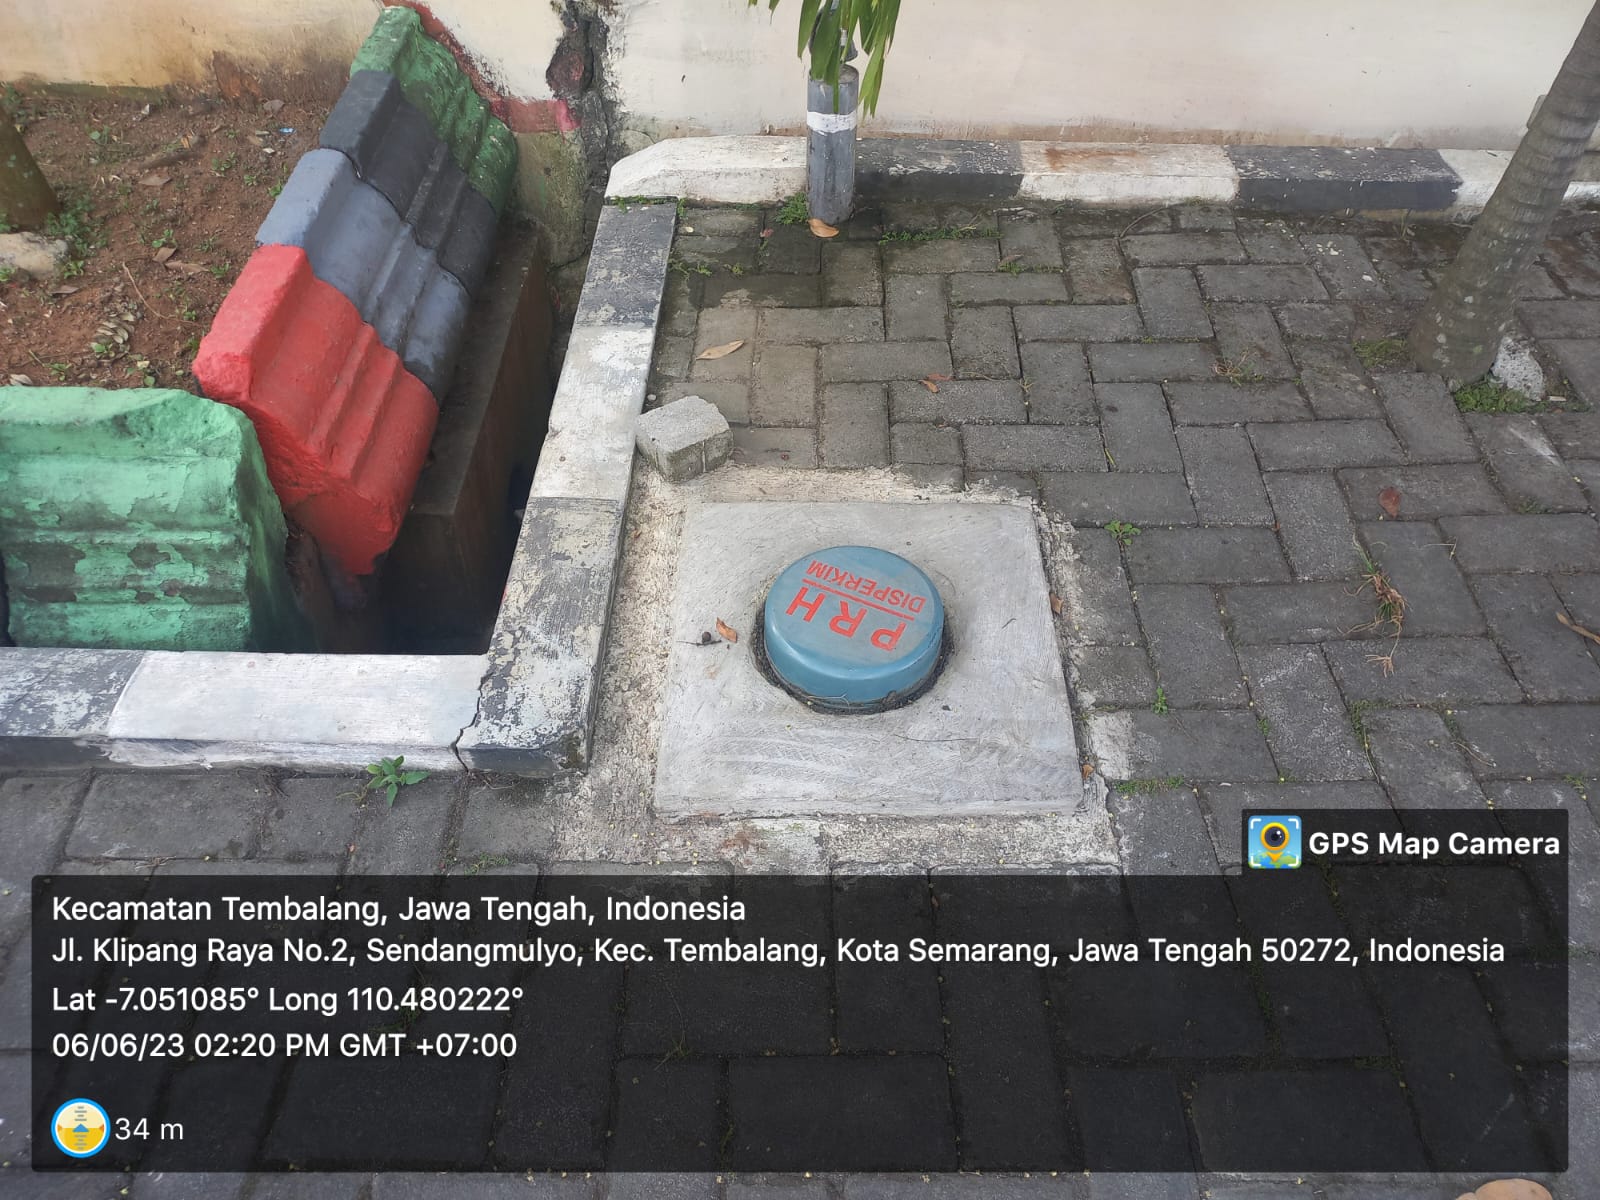 PRH
DISPERKIM
GPS Map Camera
Kecamatan Tembalang, Jawa Tengah, Indonesia
Jl. Klipang Raya No.2, Sendangmulyo, Kec. Tembalang, Kota Semarang, Jawa Tengah 50272, Indonesia
Lat -7.051085° Long 110.480222°
06/06/23 02:20 PM GMT +07:00
34 m